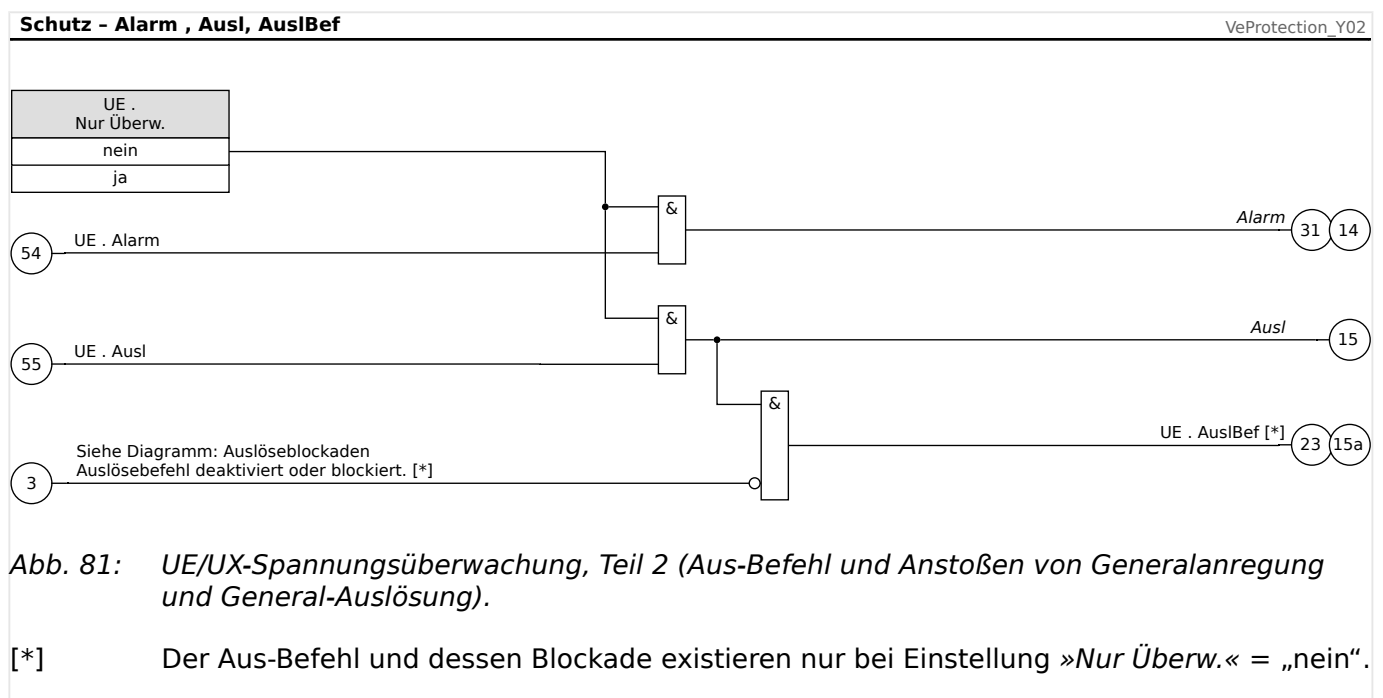 Schutz – Alarm , Ausl, AuslBef
VeProtection_Y02
UE .
Nur Überw.
nein
ja
&
Alarm
31 14
54
UE . Alarm
&
Ausl
15
55
UE . Ausl
&
UE . AuslBef [*]
23 15a
Siehe Diagramm: Auslöseblockaden
Auslösebefehl deaktiviert oder blockiert. [*]
3
Abb. 81: UE/UX-Spannungsüberwachung, Teil 2 (Aus-Befehl und Anstoßen von Generalanregung
und General-Auslösung).
[*] Der Aus-Befehl und dessen Blockade existieren nur bei Einstellung »Nur Überw.« = „nein“.